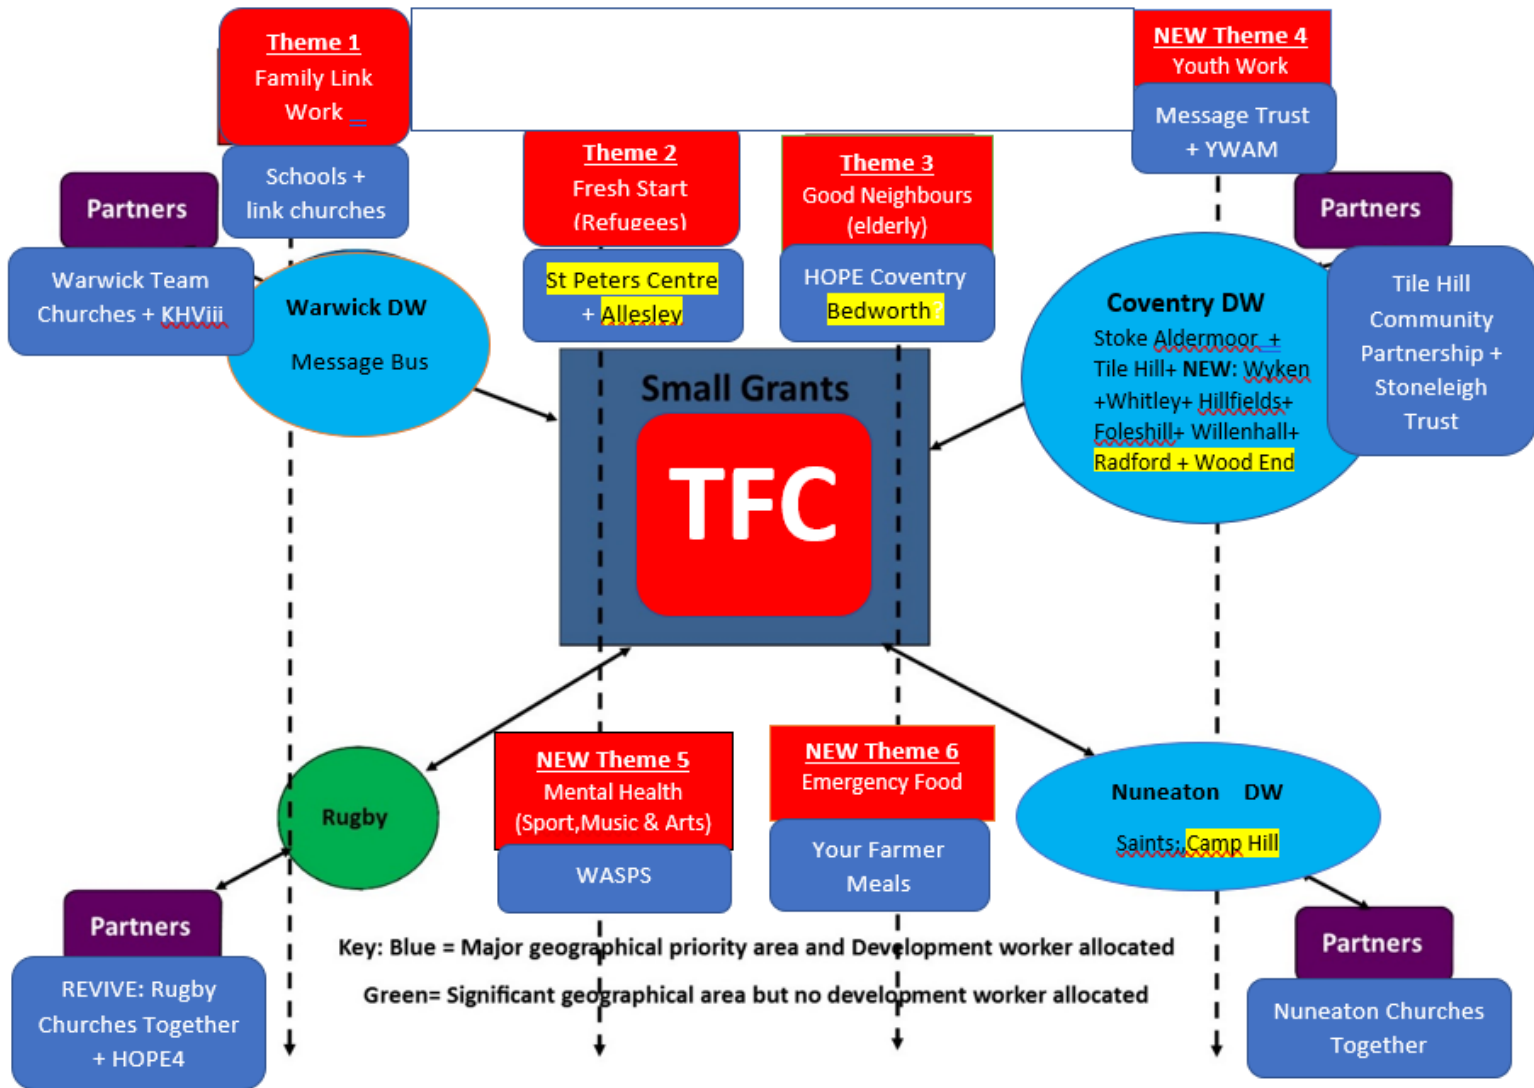 Theme 1
Family Link
Work
Schools +
link churches
Partners
Warwick Team
Churches + KHViii
Warwick DW
Message Bus
Theme 2
Fresh Start
(Refugees)
St Peters Centre
+ Allesley
Theme 3
Good Neighbours
(elderly)
HOPE Coventry
Bedworth?
NEW Theme 4
Youth Work
Message Trust
+ YWAM
Partners
Tile Hill
Community
Partnership +
Stoneleigh
Trust
Coventry DW
Stoke Aldermoor +
Tile Hill+ NEW: Wyken
+Whitley+ Hillfields+
Foleshill+ Willenhall+
Radford + Wood End
Small Grants
TFC
Rugby
Partners
REVIVE: Rugby
Churches Together
+ HOPE4
NEW Theme 5
Mental Health
(Sport,Music & Arts)
WASPS
NEW Theme 6
Emergency Food
Your Farmer
Meals
Nuneaton DW
Saints:,Camp Hill
Partners
Nuneaton Churches
Together
Key: Blue = Major geographical priority area and Development worker allocated
Green= Significant geographical area but no development worker allocated